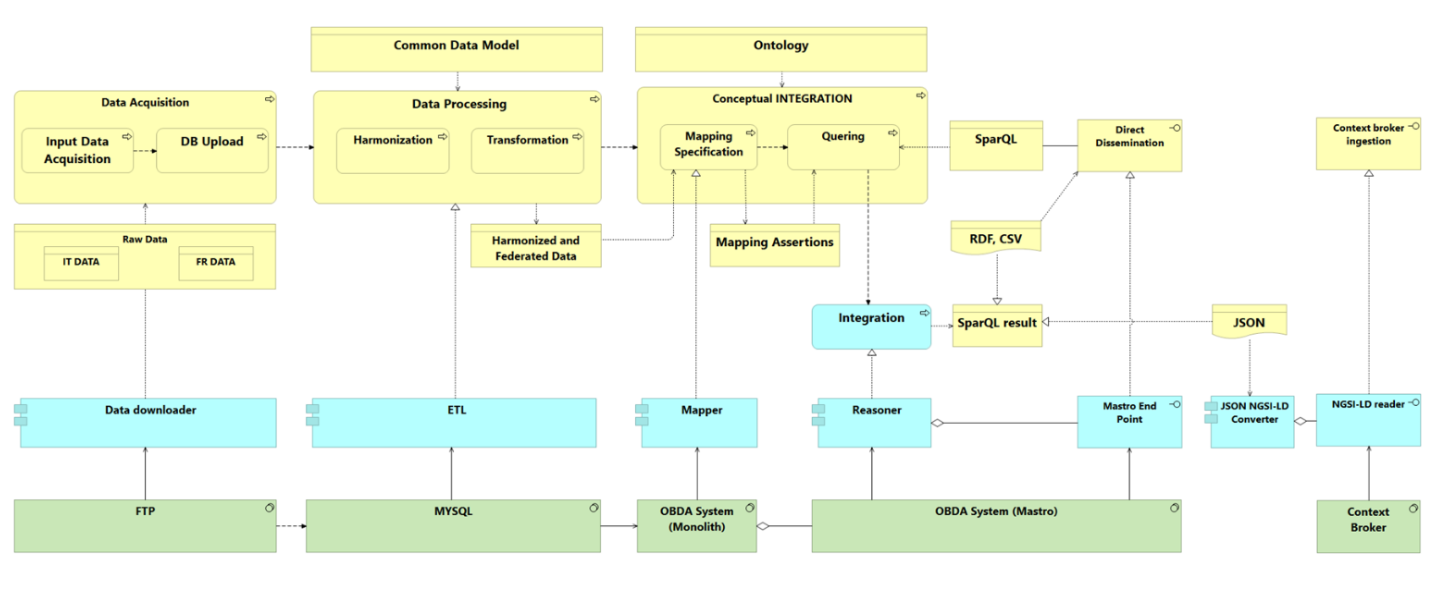 Common Data Model
Ontology
Data Acquisition
Input Data
Acquisition
DB Upload
Data Processing
Harmonization
Transformation
Conceptual INTEGRATION
Mapping
Specification
Quering
SparQL
Direct
Dissemination
Context broker
ingestion
Raw Data
IT DATA
FR DATA
Harmonized and
Federated Data
Mapping Assertions
RDF, CSV
Integration
SparQL result
JSON
Data downloader
ETL
Mapper
Reasoner
Mastro End
Point
JSON NGSI-LD
Converter
NGSI-LD reader
FTP
MYSQL
OBDA System
(Monolith)
OBDA System (Mastro)
Context
Broker